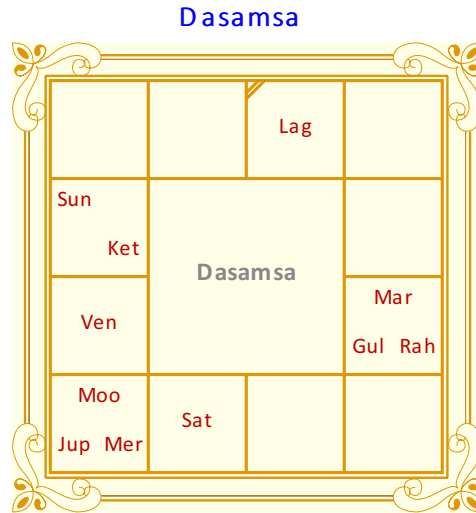 Dasamsa
Lag
Sun
Ket
Dasamsa
Mar
Ven
Gul Rah
Moo
Sat
Jup Mer